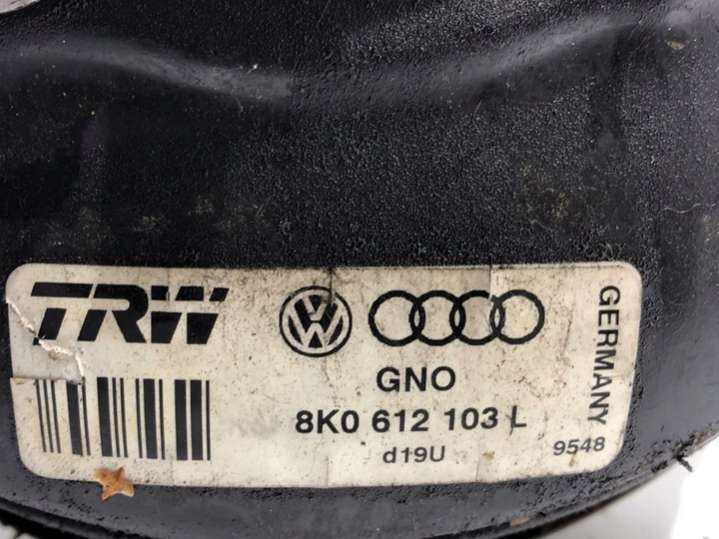 TRW
GNO
8K0 612 103 L
d19U
GERMANY
9548